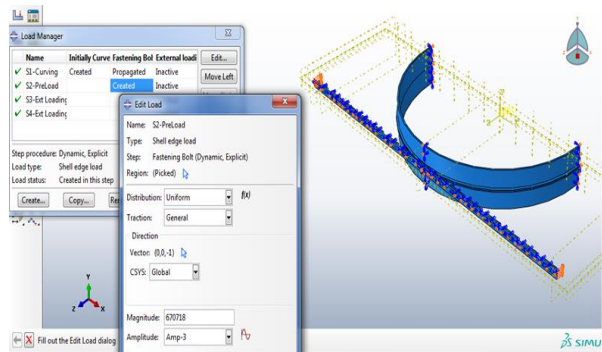 Load Manager
Name Initially Curve Fastening Bol External loadi Edit...
S1-Curving Created Propagated Inactive Move Left
S2-PreLoad Created Inactive
S3-Ext Loading
S4-Ext Loading
Step procedure: Dynamic, Explicit
Load type: Shell edge load
Load status: Created in this step
Create... Copy...
Edit Load
Name: S2-PreLoad
Type: Shell edge load
Step: Fastening Bolt (Dynamic, Explicit)
Region: (Picked)
Distribution: Uniform f(x)
Traction: General
Direction
Vector: (0,0,-1)
CSYS: Global
Magnitude: 670718
Amplitude: Amp-3
Y
Z X
Fill out the Edit Load dialog
SIMU